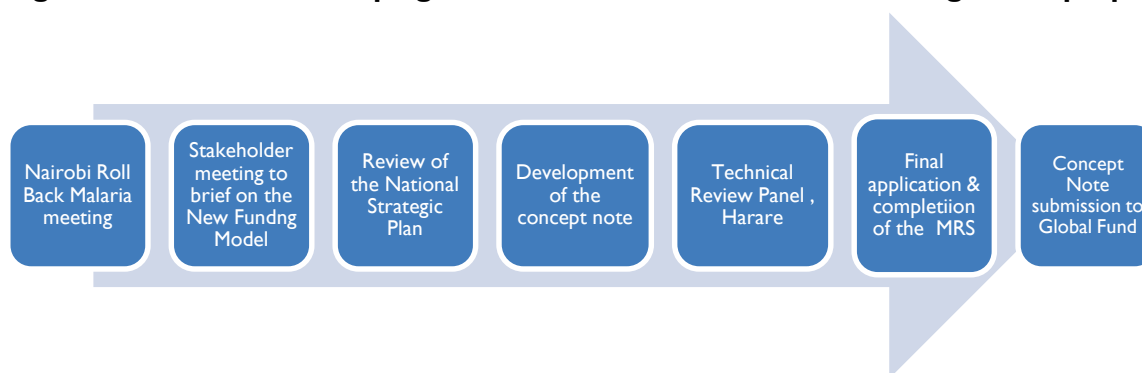 Nairobi Roll
Back Malaria
meeting
Stakeholder
meeting to
brief on the
New Fundng
Model
Review of
the National
Strategic
Plan
Development
of the
concept note
Technical
Review Panel ,
Harare
Final
application &
completiion
of the MRS
Concept
Note
submission to
Global Fund